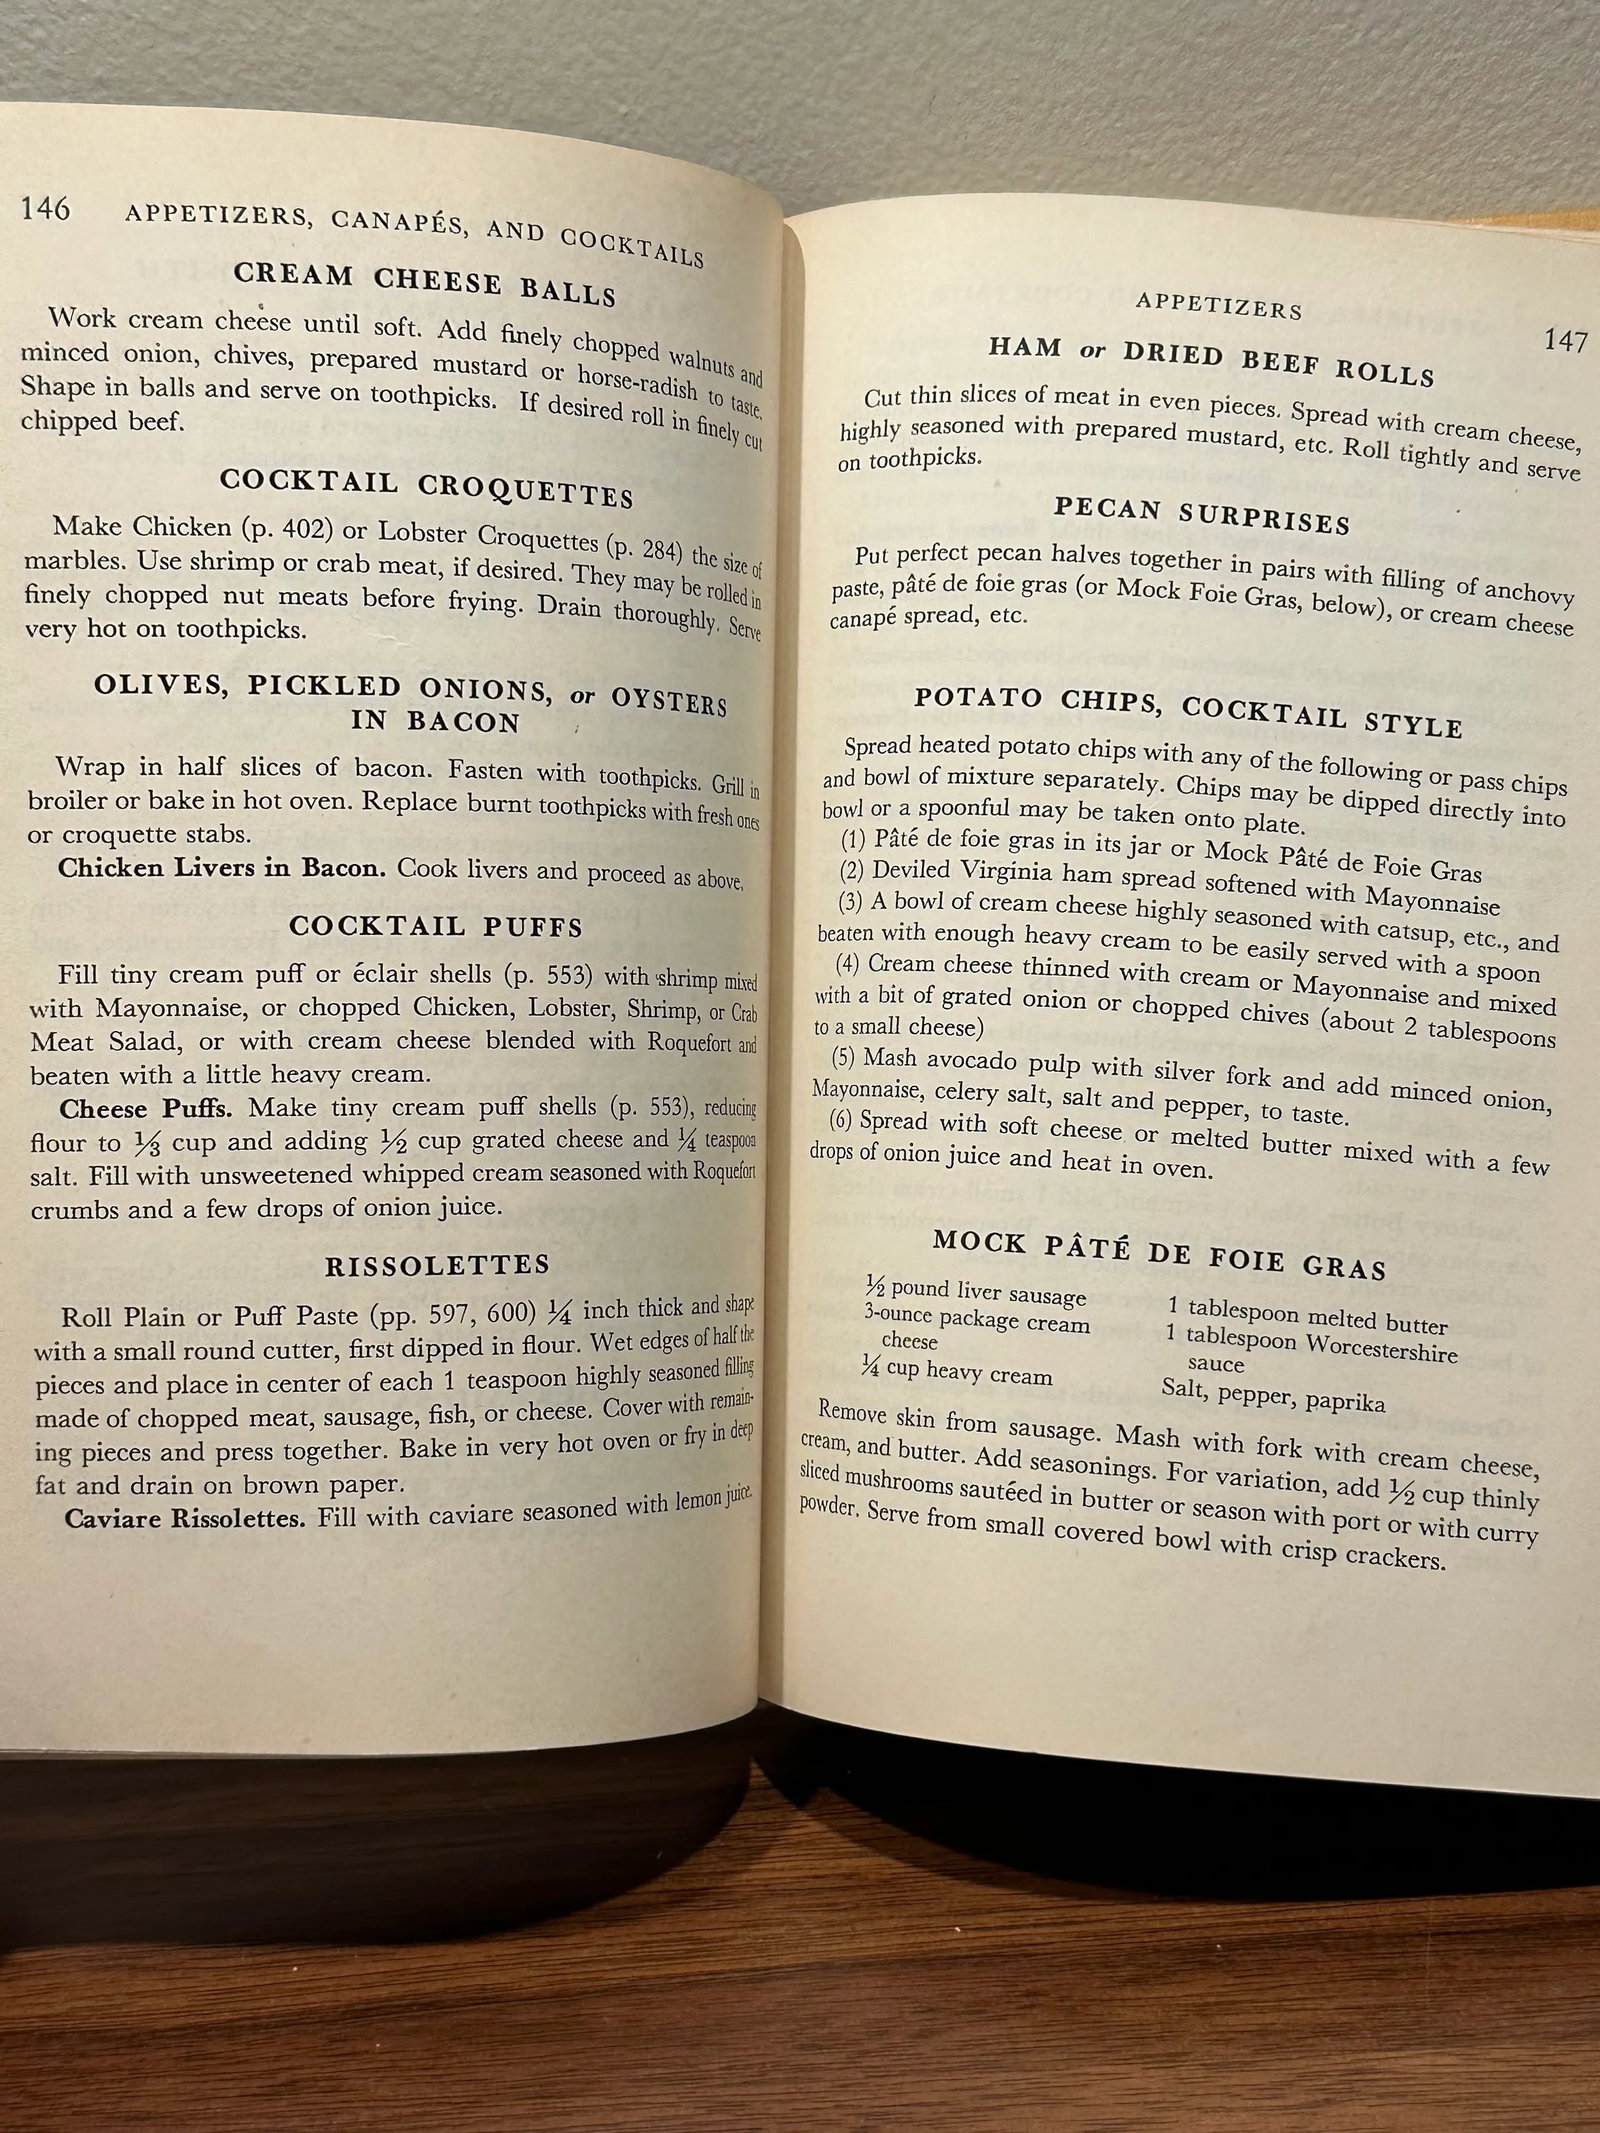 146 APPETIZERS, CANAPÉS, AND COCKTAILS
CREAM CHEESE BALLS
Work cream cheese until soft. Add finely chopped walnuts and
minced onion, chives, prepared mustard or horse-radish to taste.
Shape in balls and serve on toothpicks. If desired roll in finely cut
chipped beef.
COCKTAIL CROQUETTES
Make Chicken (p. 402) or Lobster Croquettes (p. 284) the size of
marbles. Use shrimp or crab meat, if desired. They may be rolled in
finely chopped nut meats before frying. Drain thoroughly. Serve
very hot on toothpicks.
OLIVES, PICKLED ONIONS, or OYSTERS
IN BACON
Wrap in half slices of bacon. Fasten with toothpicks. Grill in
broiler or bake in hot oven. Replace burnt toothpicks with fresh ones
or croquette stabs.
Chicken Livers in Bacon. Cook livers and proceed as above.
COCKTAIL PUFFS
Fill tiny cream puff or éclair shells (p. 553) with shrimp mixed
with Mayonnaise, or chopped Chicken, Lobster, Shrimp, or Crab
Meat Salad, or with cream cheese blended with Roquefort and
beaten with a little heavy cream.
Cheese Puffs. Make tiny cream puff shells (p. 553), reducing
flour to ⅓ cup and adding ½ cup grated cheese and ¼ teaspoon
salt. Fill with unsweetened whipped cream seasoned with Roquefort
crumbs and a few drops of onion juice.
RISSOLETTES
Roll Plain or Puff Paste (pp. 597, 600) ¼ inch thick and shape
with a small round cutter, first dipped in flour. Wet edges of half the
pieces and place in center of each 1 teaspoon highly seasoned filling
made of chopped meat, sausage, fish, or cheese. Cover with remain-
ing pieces and press together. Bake in very hot oven or fry in deep
fat and drain on brown paper.
Caviare Rissolettes. Fill with caviare seasoned with lemon juice.
APPETIZERS 147
HAM or DRIED BEEF ROLLS
Cut thin slices of meat in even pieces. Spread with cream cheese,
highly seasoned with prepared mustard, etc. Roll tightly and serve
on toothpicks.
PECAN SURPRISES
Put perfect pecan halves together in pairs with filling of anchovy
paste, pâté de foie gras (or Mock Foie Gras, below), or cream cheese
canapé spread, etc.
POTATO CHIPS, COCKTAIL STYLE
Spread heated potato chips with any of the following or pass chips
and bowl of mixture separately. Chips may be dipped directly into
bowl or a spoonful may be taken onto plate.
(1) Pâté de foie gras in its jar or Mock Pâté de Foie Gras
(2) Deviled Virginia ham spread softened with Mayonnaise
(3) A bowl of cream cheese highly seasoned with catsup, etc., and
beaten with enough heavy cream to be easily served with a spoon
(4) Cream cheese thinned with cream or Mayonnaise and mixed
with a bit of grated onion or chopped chives (about 2 tablespoons
to a small cheese)
(5) Mash avocado pulp with silver fork and add minced onion,
Mayonnaise, celery salt, salt and pepper, to taste.
(6) Spread with soft cheese or melted butter mixed with a few
drops of onion juice and heat in oven.
MOCK PÂTÉ DE FOIE GRAS
½ pound liver sausage
3-ounce package cream
cheese
¼ cup heavy cream
1 tablespoon melted butter
1 tablespoon Worcestershire
sauce
Salt, pepper, paprika
Remove skin from sausage. Mash with fork with cream cheese,
cream, and butter. Add seasonings. For variation, add ½ cup thinly
sliced mushrooms sautéed in butter or season with port or with curry
powder. Serve from small covered bowl with crisp crackers.